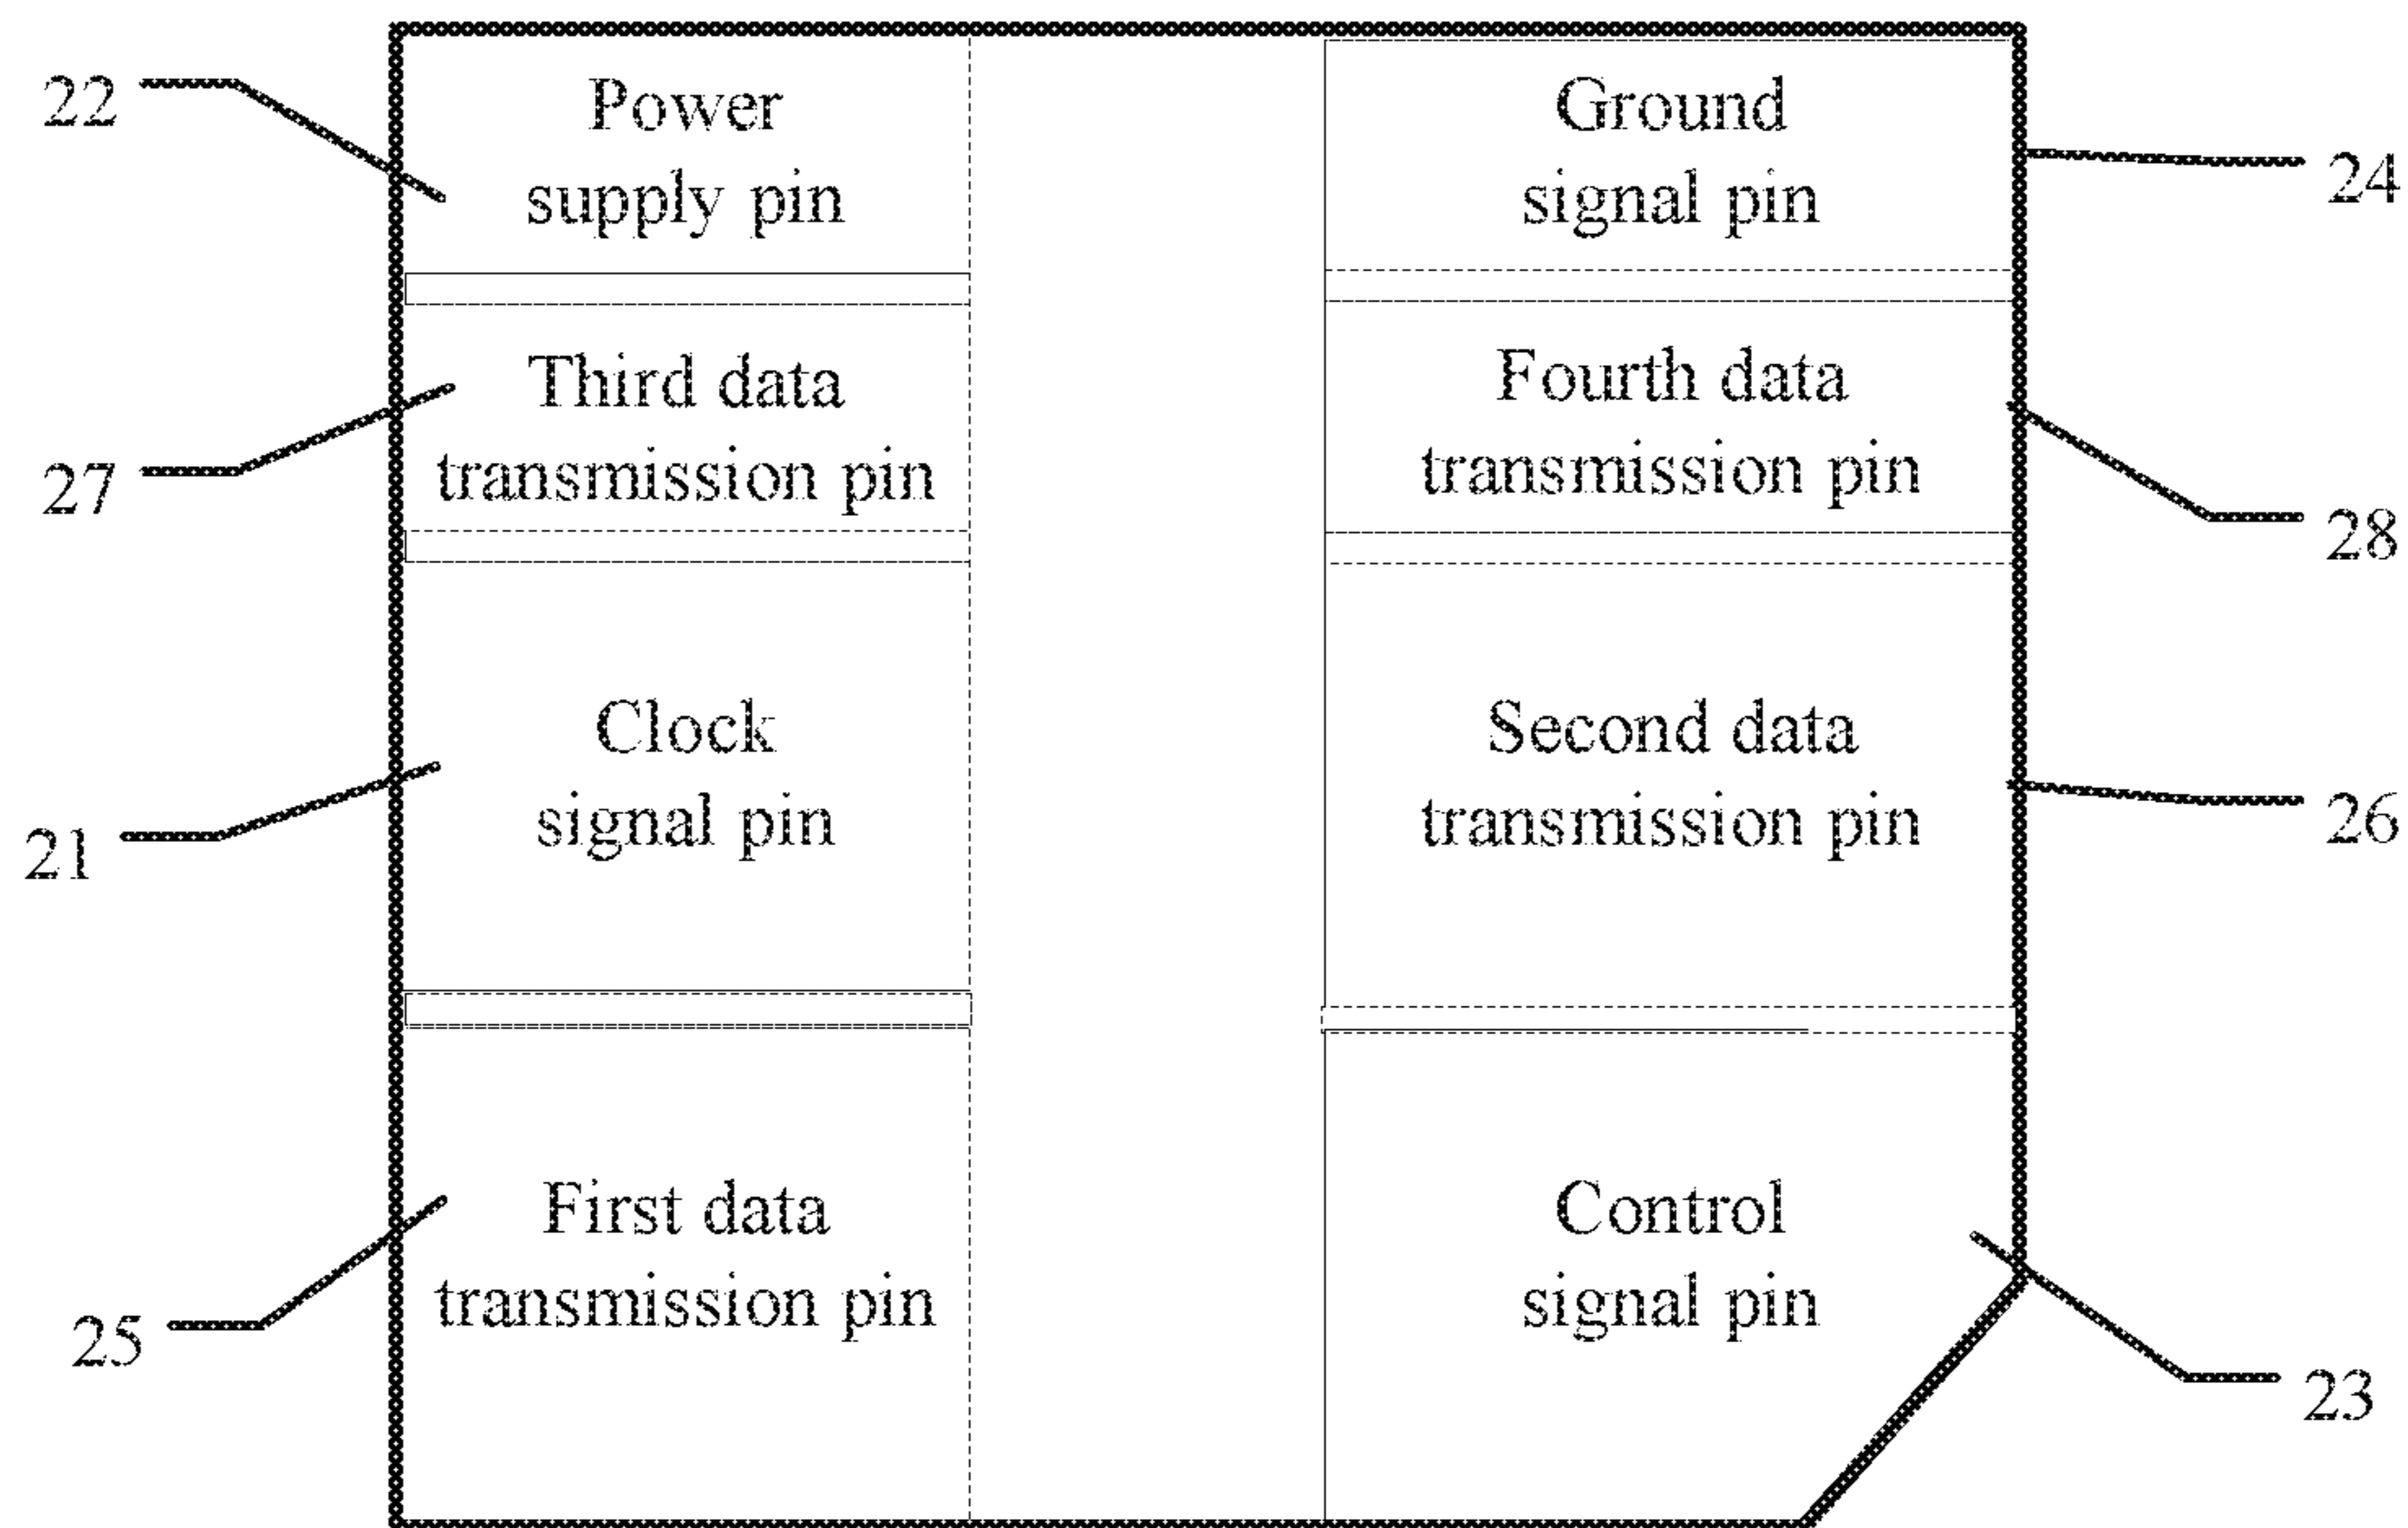 22
Power
supply pin
Ground
signal pin
24
27
Third data
transmission pin
Fourth data
transmission pin
28
21
Clock
signal pin
Second data
transmission pin
26
25
First data
transmission pin
Control
signal pin
23